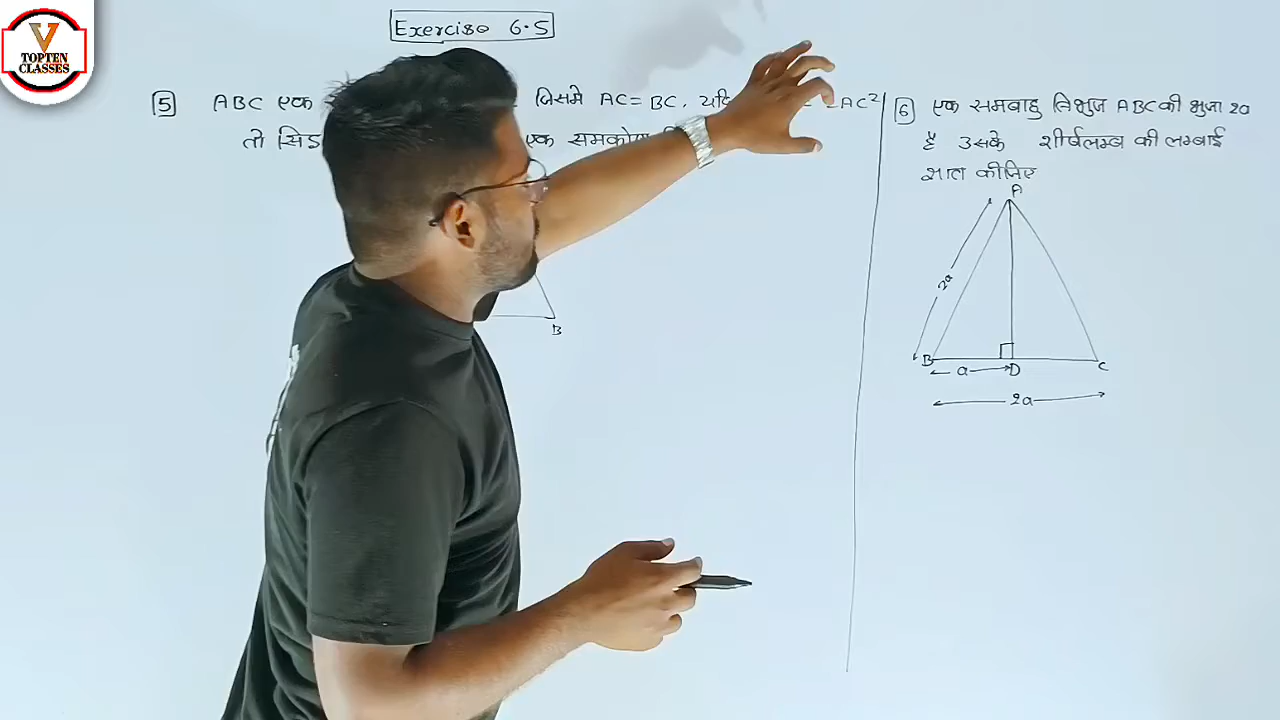 V
TOPTEN
CLASSES
Exercise 6.5
5 ABC एक जिसमे AC = BC, यदि AC²
तो सिद्ध एक समकोण
B
6 एक समबाहु त्रिभुज ABC की भुजा 2a
है उसके शीर्षलम्ब की लम्बाई
ज्ञात कीजिए
A
2a
B a D C
2a